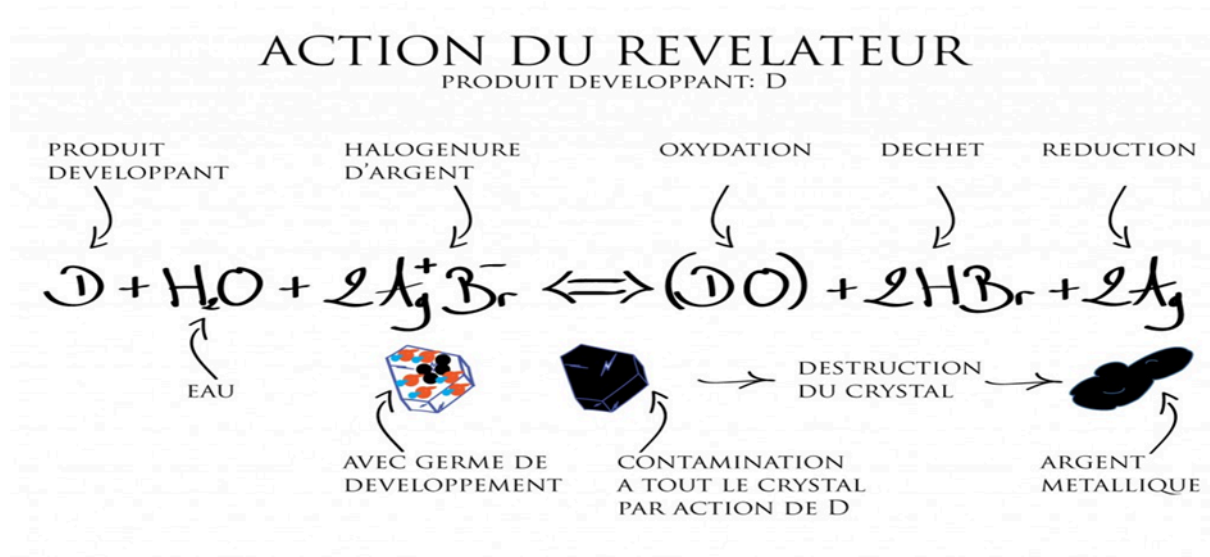 ACTION DU REVELATEUR
PRODUIT DEVELOPPANT: D
PRODUIT
DEVELOPPANT
HALOGENURE
D'ARGENT
OXYDATION
DECHET
REDUCTION
D + H₂O + 2Ag⁺Br⁻ ⇔ (DO) + 2HBr + 2Ag
EAU
DESTRUCTION
DU CRYSTAL
AVEC GERME DE
DEVELOPPEMENT
CONTAMINATION
A TOUT LE CRYSTAL
PAR ACTION DE D
ARGENT
METALLIQUE